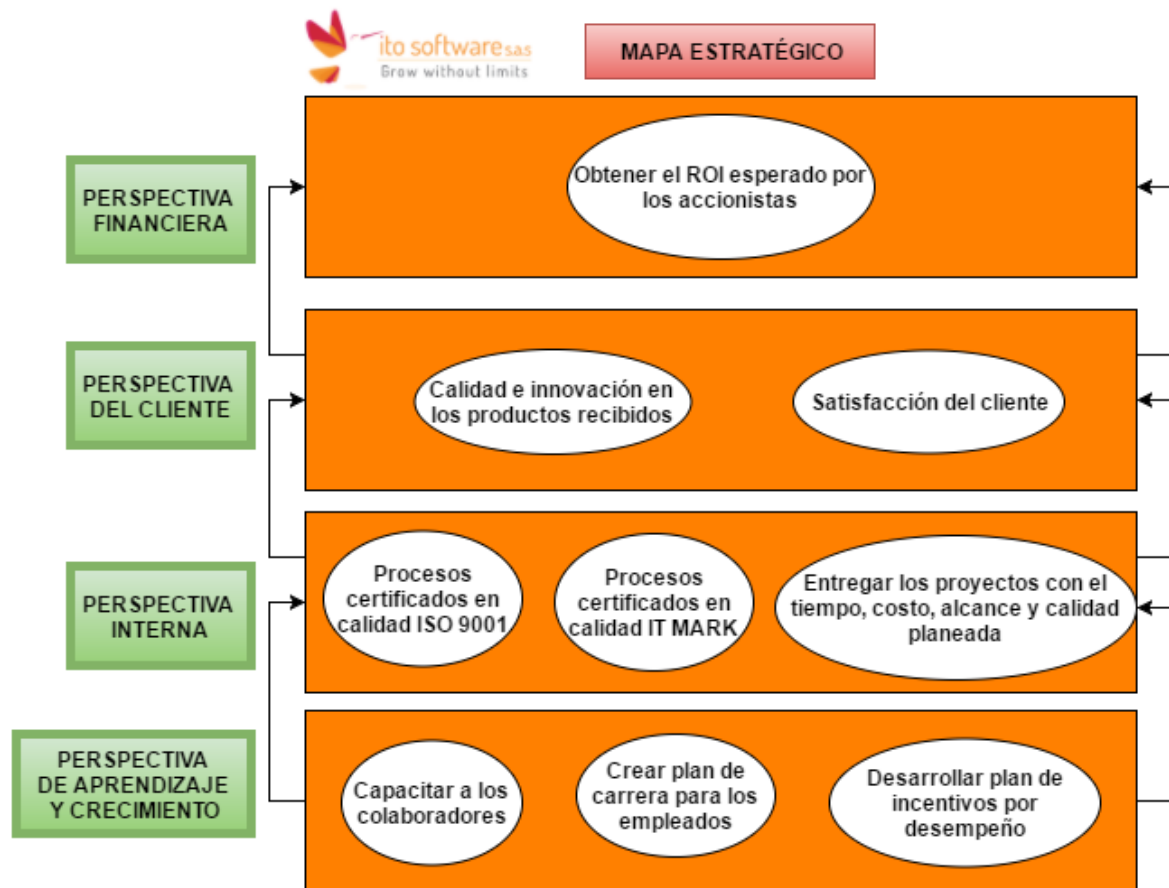 ito software s.a.s
Grow without limits
MAPA ESTRATÉGICO
PERSPECTIVA
FINANCIERA
Obtener el ROI esperado por
los accionistas
PERSPECTIVA
DEL CLIENTE
Calidad e innovación en
los productos recibidos
Satisfacción del cliente
PERSPECTIVA
INTERNA
Procesos
certificados en
calidad ISO 9001
Procesos
certificados en
calidad IT MARK
Entregar los proyectos con el
tiempo, costo, alcance y calidad
planeada
PERSPECTIVA
DE APRENDIZAJE
Y CRECIMIENTO
Capacitar a los
colaboradores
Crear plan de
carrera para los
empleados
Desarrollar plan de
incentivos por
desempeño